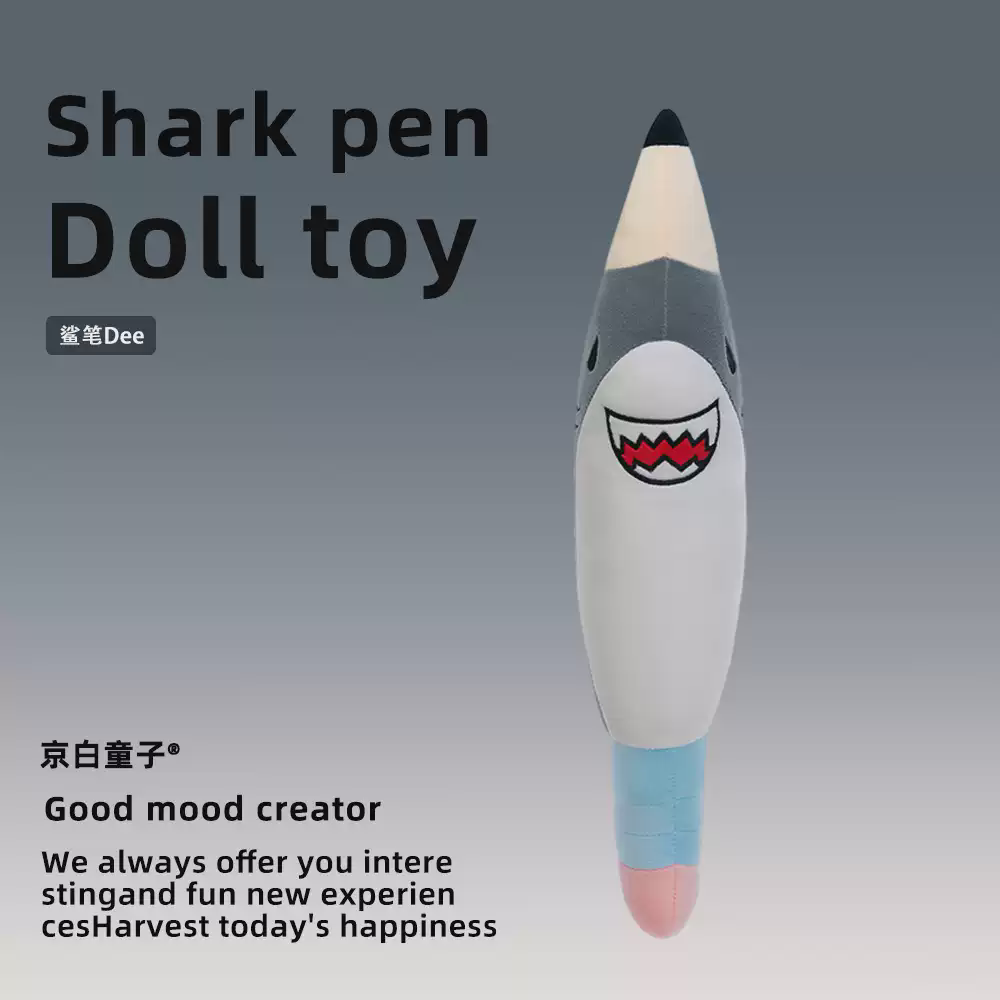 Shark pen
Doll toy
鲨笔Dee
京白童子®
Good mood creator
We always offer you intere
stingand fun new experien
cesHarvest today's happiness